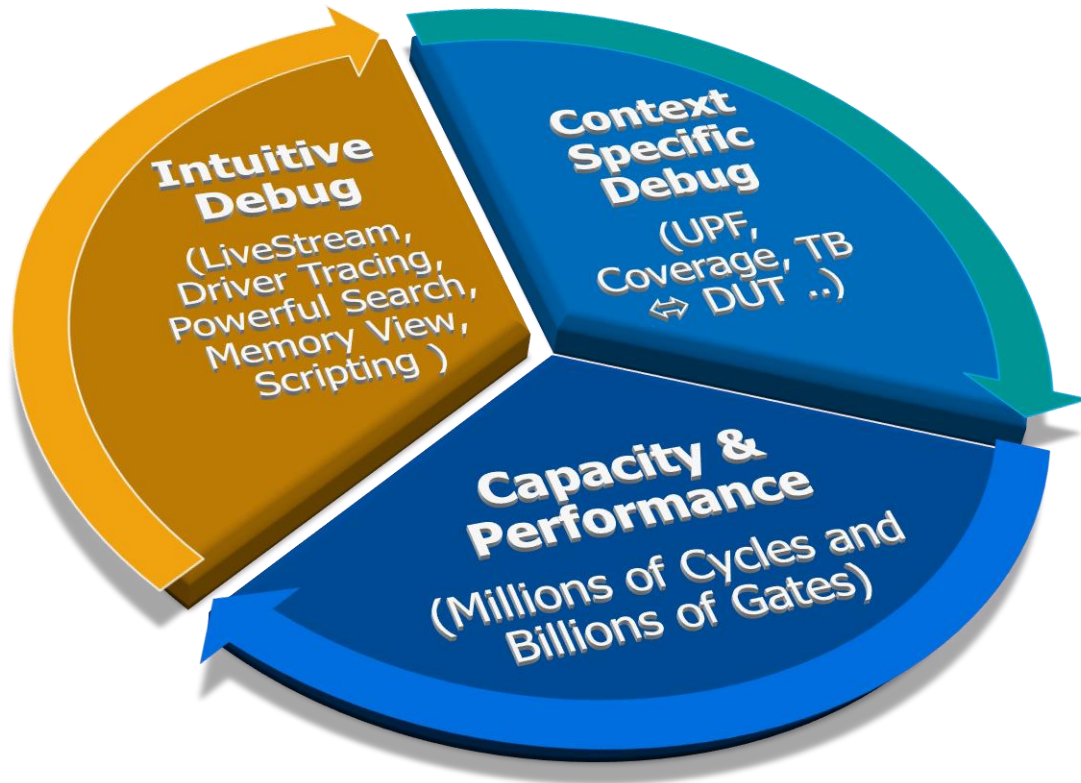 Intuitive
Debug
(LiveStream,
Driver Tracing,
Powerful Search,
Memory View,
Scripting )
Context
Specific
Debug
(UPF,
Coverage, TB
⇔ DUT ..)
Capacity &
Performance
(Millions of Cycles and
Billions of Gates)